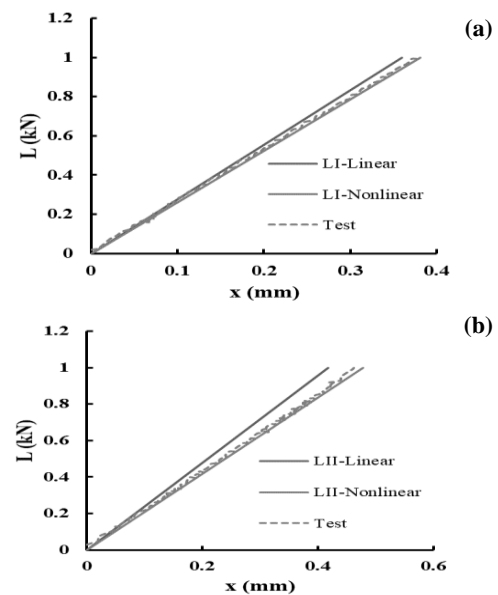 (a)
1.2
1
0.8
0.6
0.4
0.2
0
L (kN)
LI-Linear
LI-Nonlinear
Test
0 0.1 0.2 0.3 0.4
x (mm)
(b)
1.2
1
0.8
0.6
0.4
0.2
0
L (kN)
LII-Linear
LII-Nonlinear
Test
0 0.2 0.4 0.6
x (mm)